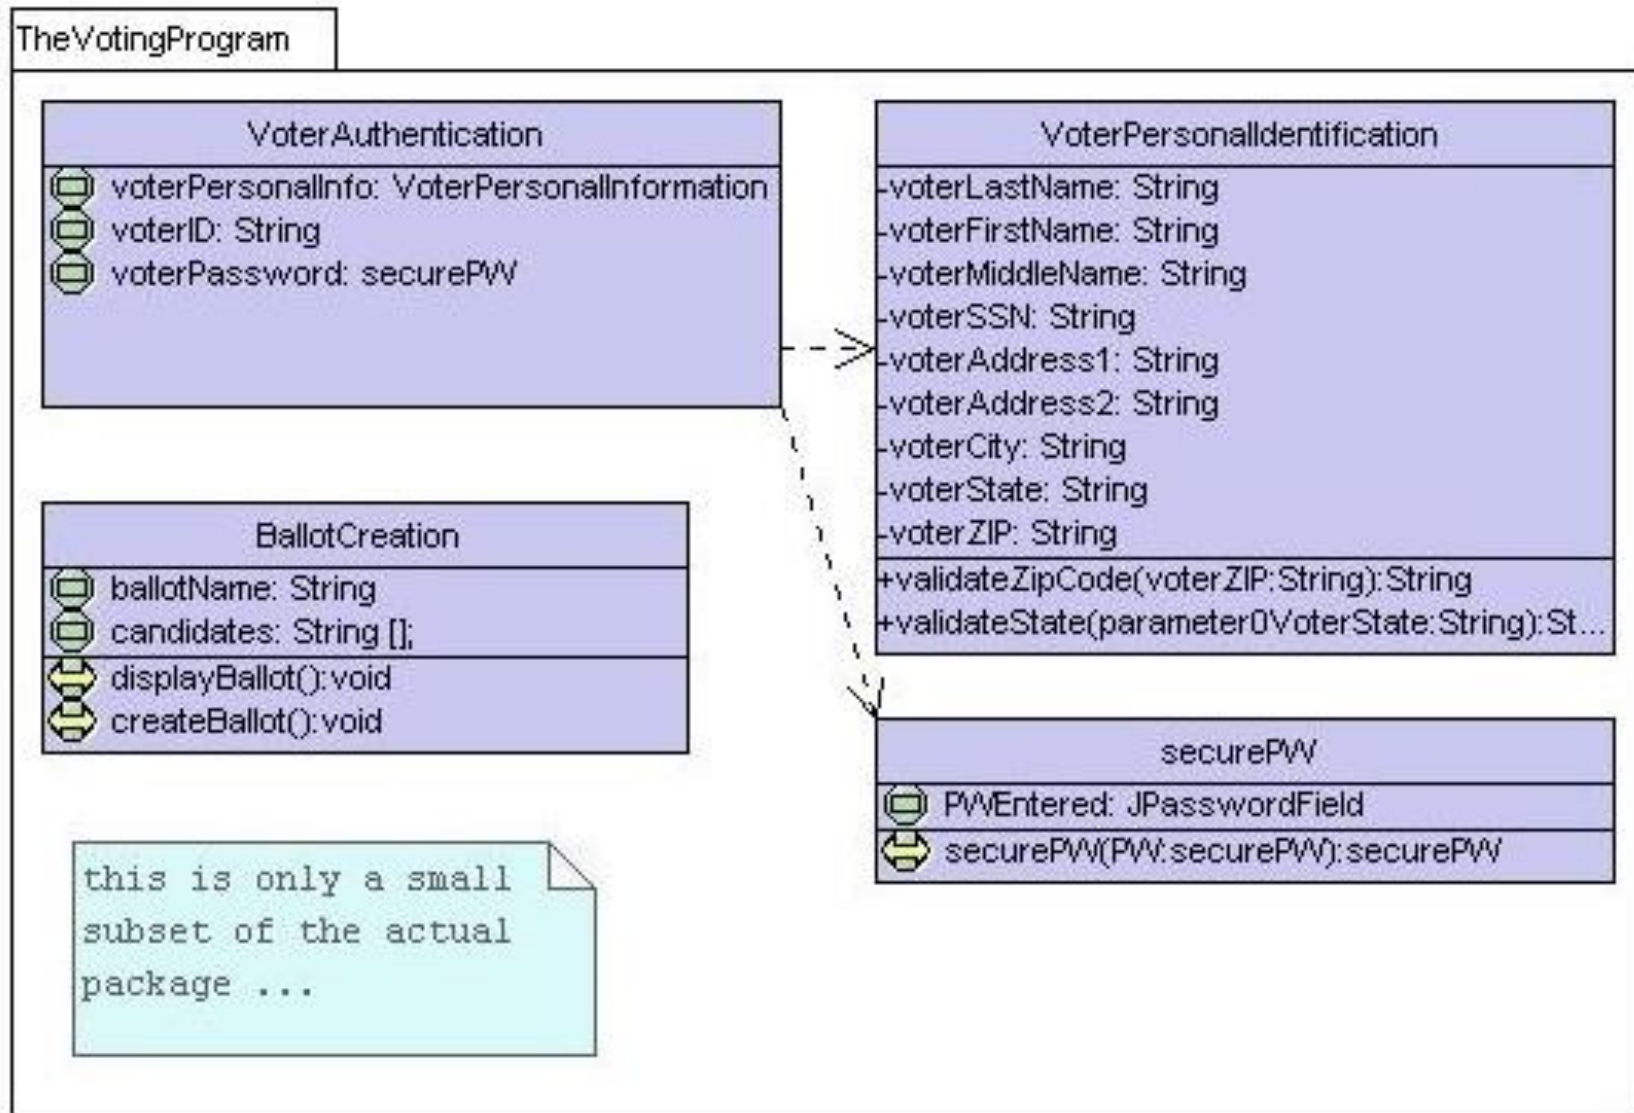 TheVotingProgram
VoterAuthentication
voterPersonalInfo: VoterPersonalInformation
voterID: String
voterPassword: securePW
VoterPersonalIdentification
-voterLastName: String
-voterFirstName: String
-voterMiddleName: String
-voterSSN: String
-voterAddress1: String
-voterAddress2: String
-voterCity: String
-voterState: String
-voterZIP: String
+validateZipCode(voterZIP:String):String
+validateState(parameter0VoterState:String):St...
BallotCreation
ballotName: String
candidates: String [];
displayBallot():void
createBallot():void
securePW
PWEntered: JPasswordField
securePW(PW:securePW):securePW
this is only a small
subset of the actual
package ...